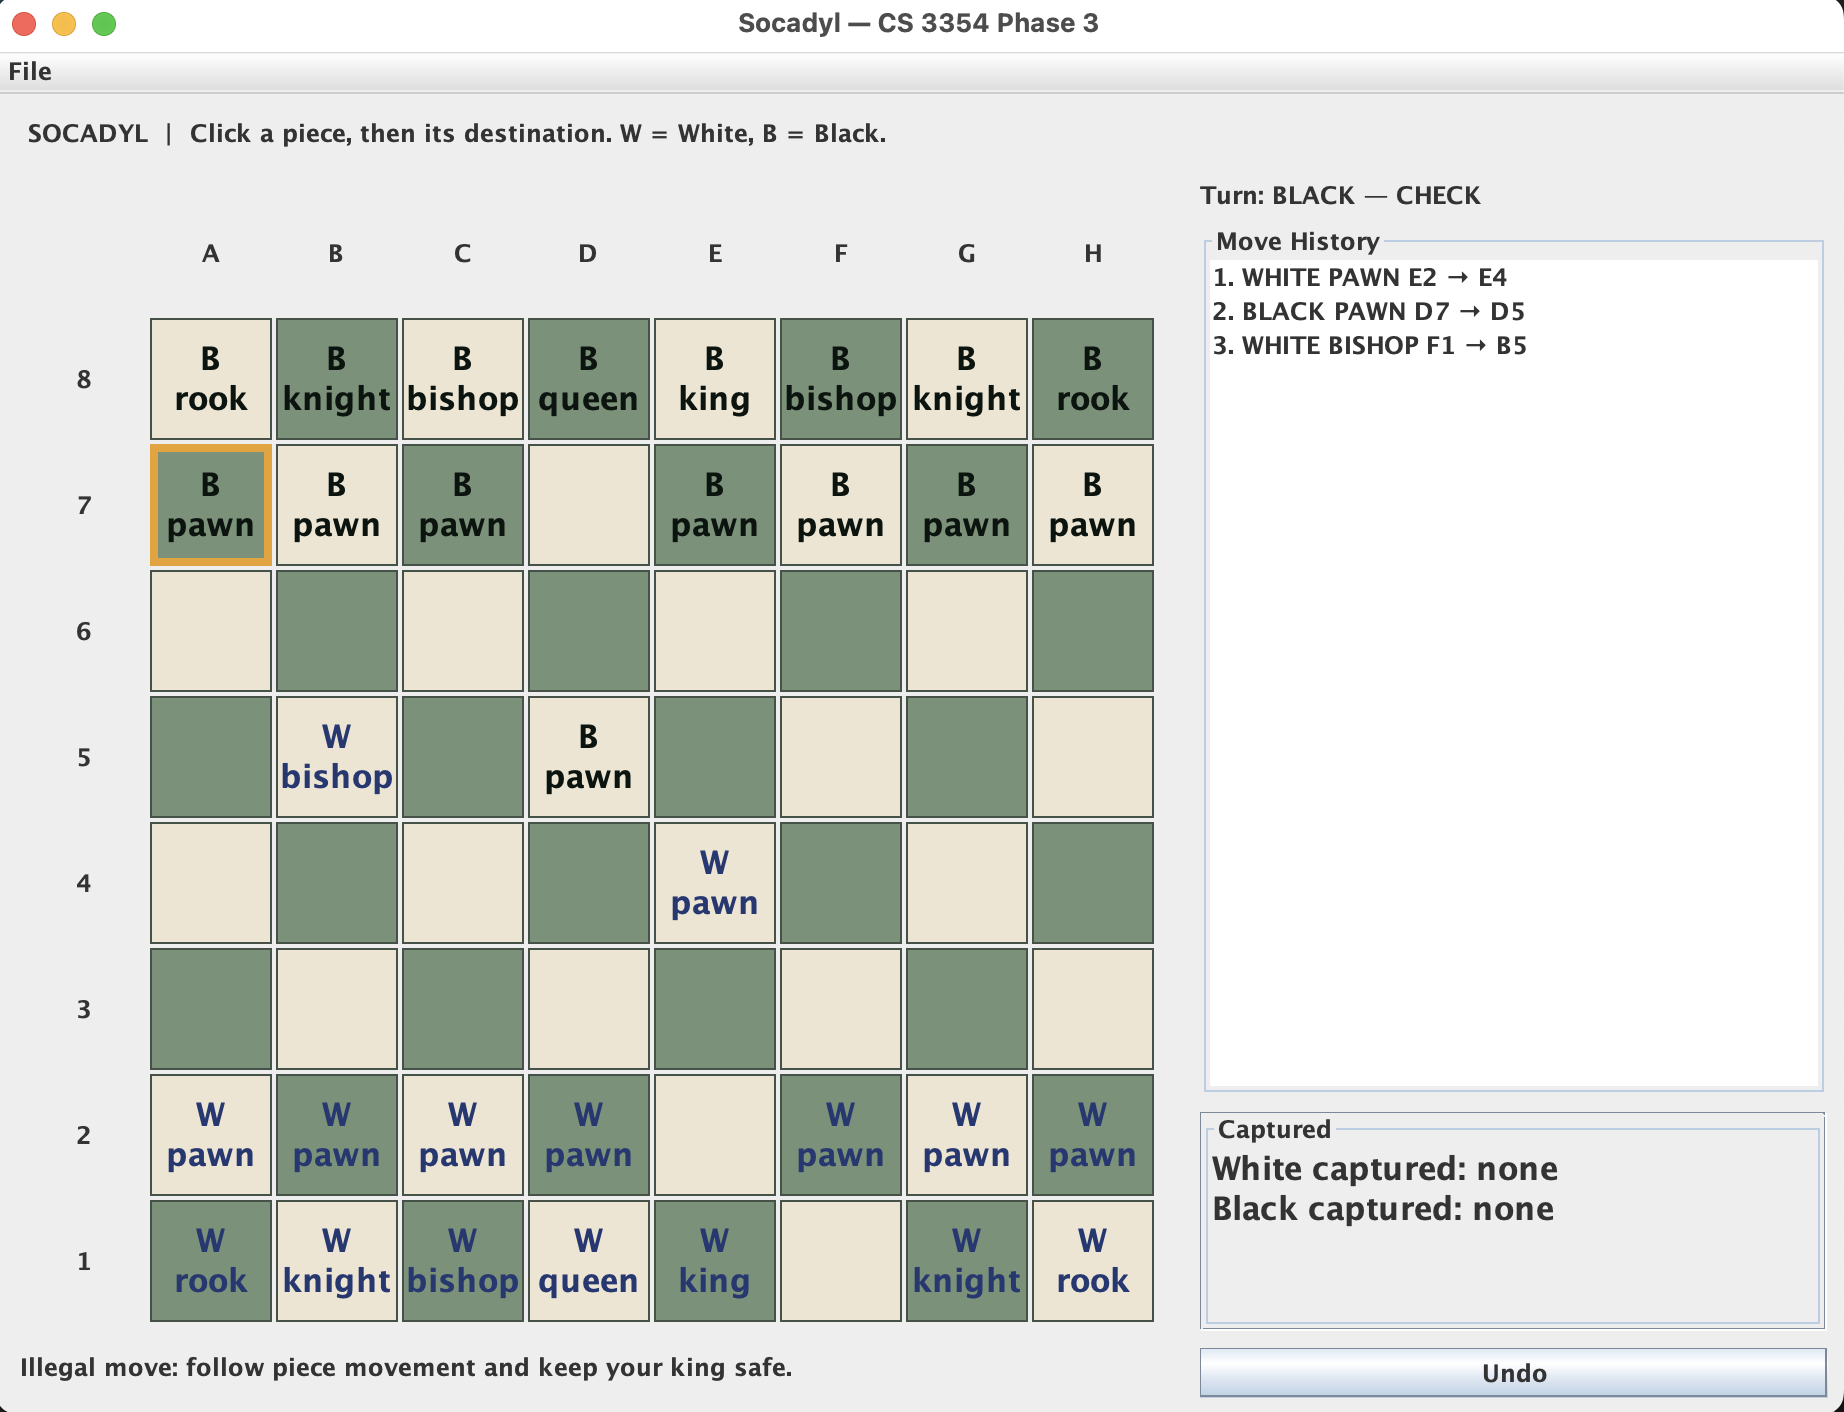 Socadyl — CS 3354 Phase 3
File
SOCADYL | Click a piece, then its destination. W = White, B = Black.
Turn: BLACK — CHECK
A B C D E F G H
8
B rook
B knight
B bishop
B queen
B king
B bishop
B knight
B rook
7
B pawn
B pawn
B pawn
B pawn
B pawn
B pawn
B pawn
6
5
W bishop
B pawn
4
W pawn
3
2
W pawn
W pawn
W pawn
W pawn
W pawn
W pawn
W pawn
1
W rook
W knight
W bishop
W queen
W king
W knight
W rook
Move History
1. WHITE PAWN E2 → E4
2. BLACK PAWN D7 → D5
3. WHITE BISHOP F1 → B5
Captured
White captured: none
Black captured: none
Undo
Illegal move: follow piece movement and keep your king safe.